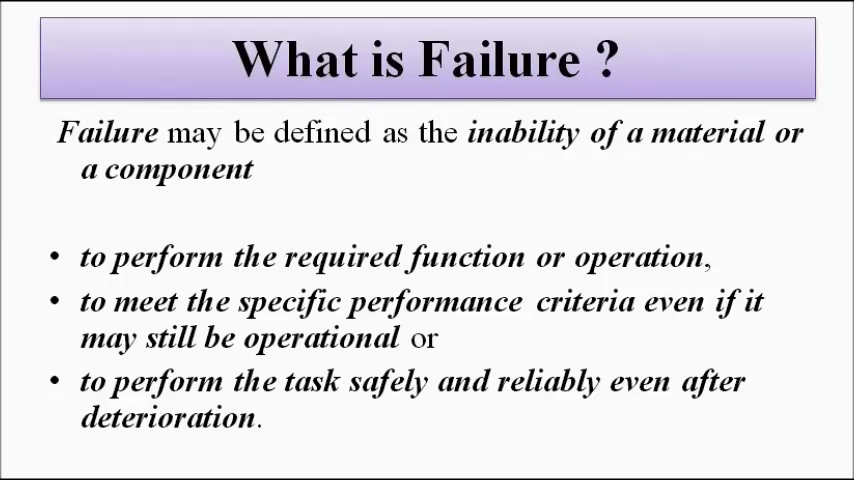 What is Failure ?
Failure may be defined as the inability of a material or
a component
• to perform the required function or operation,
• to meet the specific performance criteria even if it
may still be operational or
• to perform the task safely and reliably even after
deterioration.